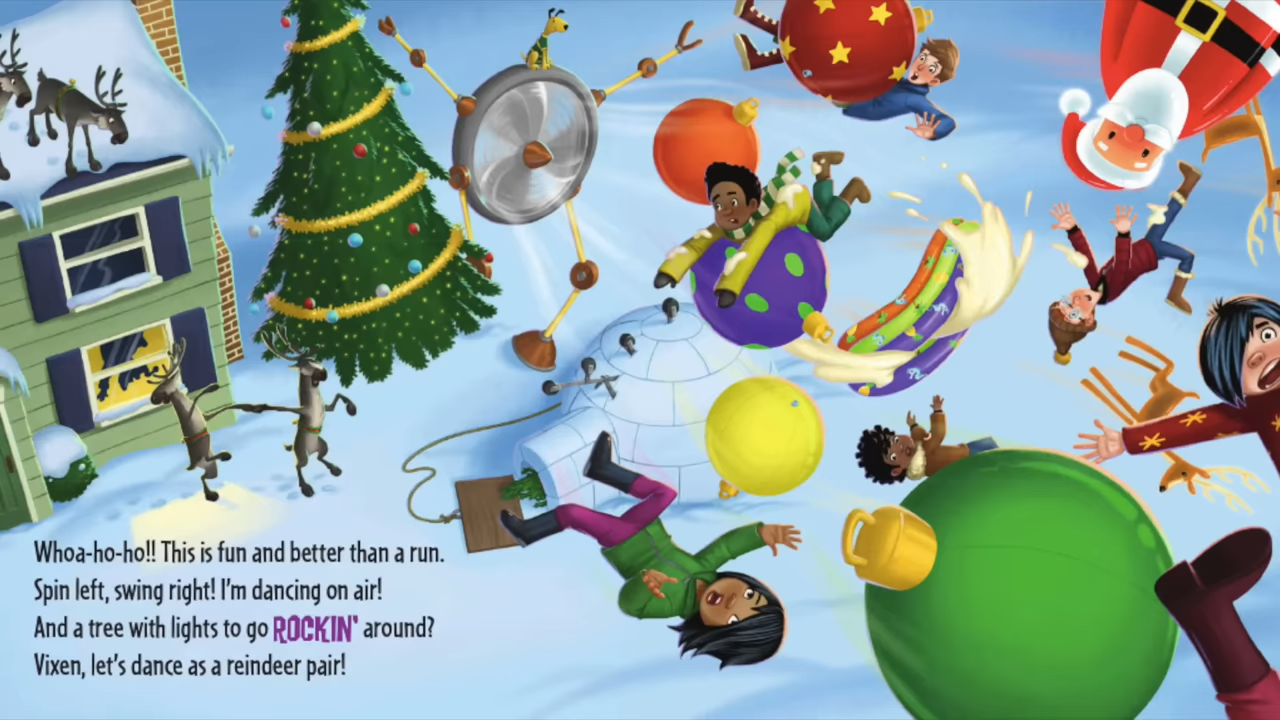 Whoa-ho-ho!! This is fun and better than a run.
Spin left, swing right! I'm dancing on air!
And a tree with lights to go ROCKIN' around?
Vixen, let's dance as a reindeer pair!